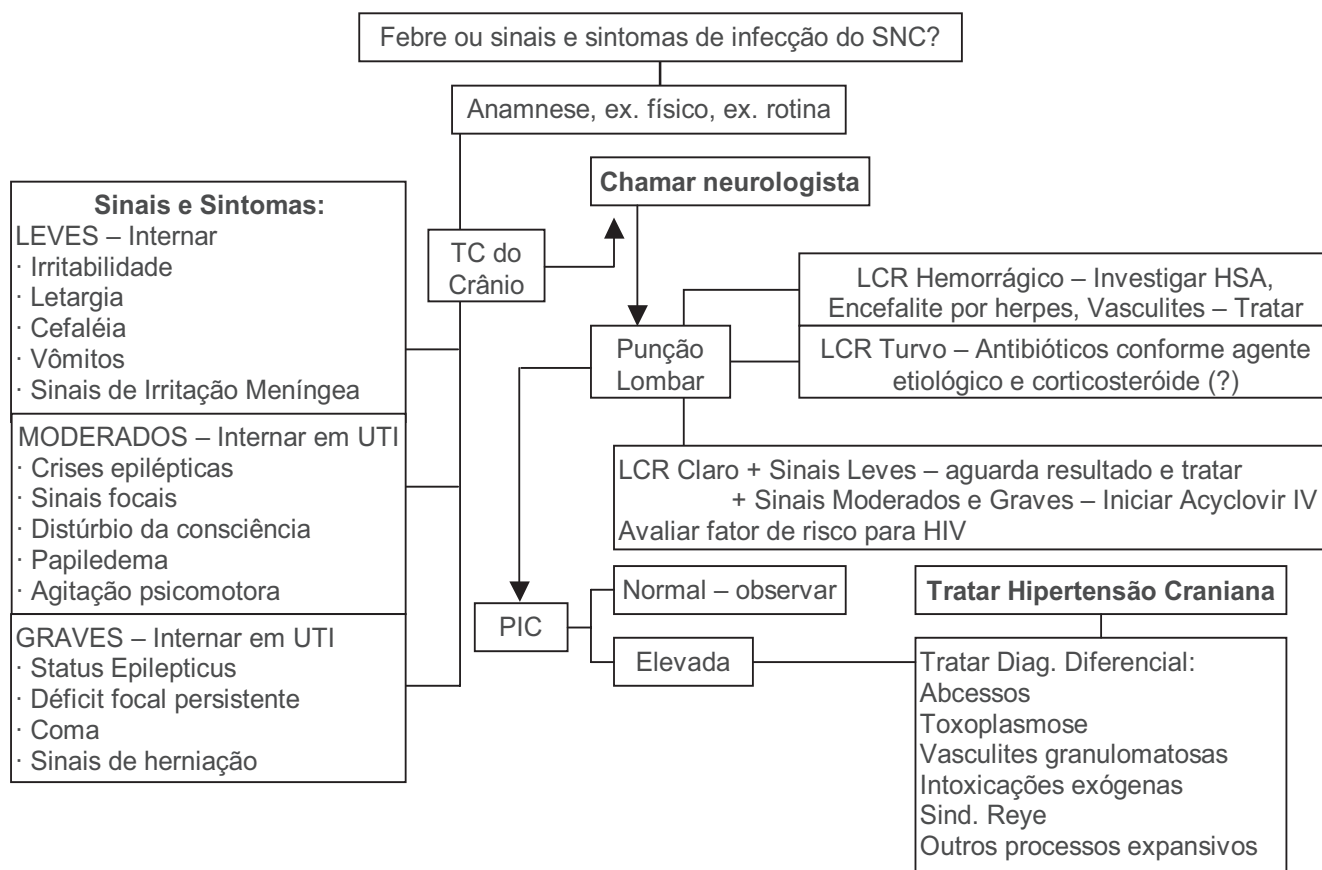 Febre ou sinais e sintomas de infecção do SNC?
Anamnese, ex. físico, ex. rotina
Chamar neurologista
Sinais e Sintomas:
LEVES – Internar
· Irritabilidade
· Letargia
· Cefaléia
· Vômitos
· Sinais de Irritação Meníngea
MODERADOS – Internar em UTI
· Crises epilépticas
· Sinais focais
· Distúrbio da consciência
· Papiledema
· Agitação psicomotora
GRAVES – Internar em UTI
· Status Epilepticus
· Déficit focal persistente
· Coma
· Sinais de herniação
TC do
Crânio
Punção
Lombar
LCR Hemorrágico – Investigar HSA,
Encefalite por herpes, Vasculites – Tratar
LCR Turvo – Antibióticos conforme agente
etiológico e corticosteróide (?)
LCR Claro + Sinais Leves – aguarda resultado e tratar
+ Sinais Moderados e Graves – Iniciar Acyclovir IV
Avaliar fator de risco para HIV
PIC
Normal – observar
Elevada
Tratar Hipertensão Craniana
Tratar Diag. Diferencial:
Abcessos
Toxoplasmose
Vasculites granulomatosas
Intoxicações exógenas
Sind. Reye
Outros processos expansivos